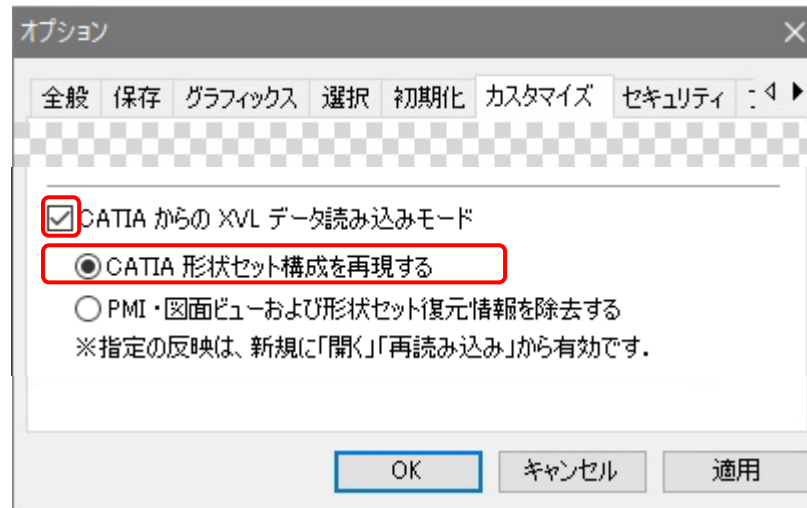 オプション
全般 保存 グラフィックス 選択 初期化 カスタマイズ セキュリティ
CATIA からの XVL データ読み込みモード
CATIA 形状セット構成を再現する
PMI・図面ビューおよび形状セット復元情報を除去する
※指定の反映は、新規に「開く」「再読み込み」から有効です.
OK キャンセル 適用